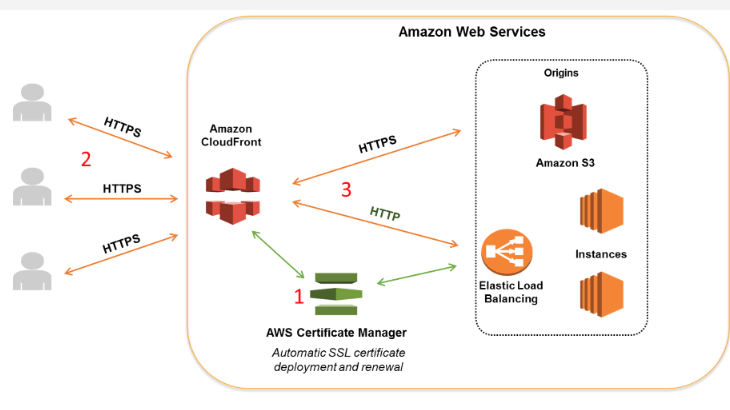 Amazon Web Services
Origins
Amazon
CloudFront
HTTPS
2
HTTPS
HTTPS
HTTPS
3
HTTP
Amazon S3
Instances
Elastic Load
Balancing
1
AWS Certificate Manager
Automatic SSL certificate
deployment and renewal